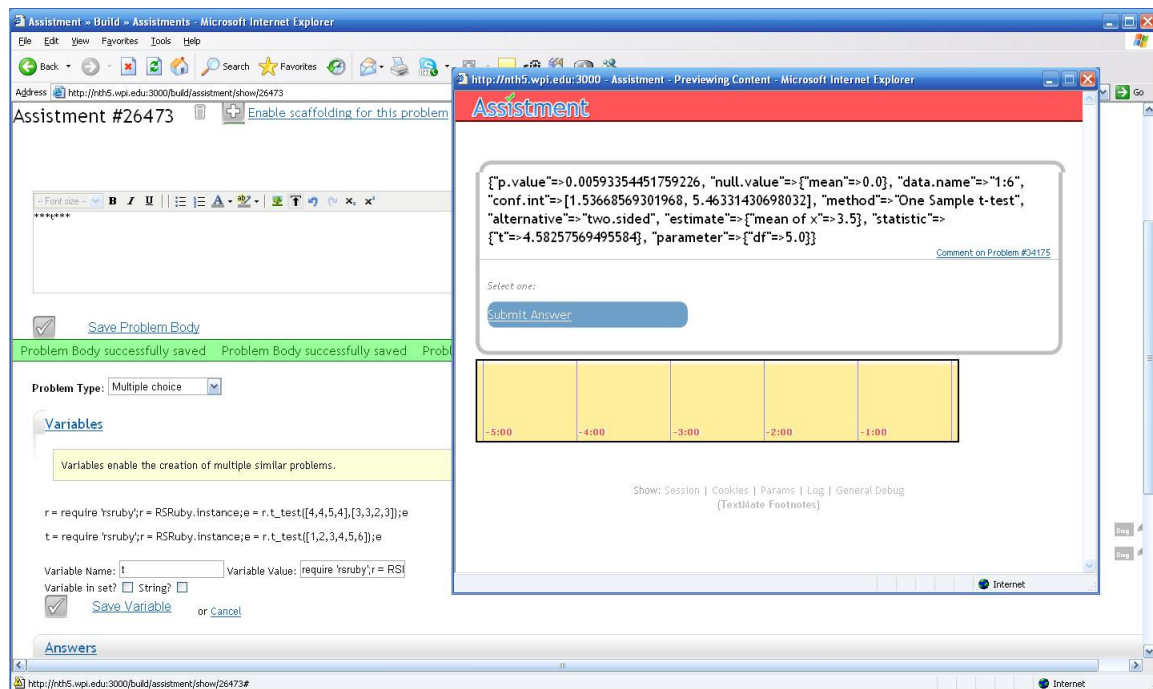 Assistment » Build » Assistments - Microsoft Internet Explorer
File Edit View Favorites Tools Help
Back Search Favorites
Address http://nth5.wpi.edu:3000/build/assistment/show/26473
Go
Assistment #26473 Enable scaffolding for this problem
-- Font size -- B I U
***t***
Save Problem Body
Problem Body successfully saved Problem Body successfully saved
Problem Type: Multiple choice
Variables
Variables enable the creation of multiple similar problems.
r = require 'rsruby';r = RSRuby.instance;e = r.t_test([4,4,5,4],[3,3,2,3]);e
t = require 'rsruby';r = RSRuby.instance;e = r.t_test([1,2,3,4,5,6]);e
Variable Name: t Variable Value: require 'rsruby';r = RSI
Variable in set? String?
Save Variable or Cancel
Answers
http://nth5.wpi.edu:3000/build/assistment/show/26473#
Internet
http://nth5.wpi.edu:3000 - Assistment - Previewing Content - Microsoft Internet Explorer
Assistment
{"p.value"=>0.00593354451759226, "null.value"=>{"mean"=>0.0}, "data.name"=>"1:6",
"conf.int"=>[1.53668569301968, 5.46331430698032], "method"=>"One Sample t-test",
"alternative"=>"two.sided", "estimate"=>{"mean of x"=>3.5}, "statistic"=>
{"t"=>4.58257569495584}, "parameter"=>{"df"=>5.0}}
Comment on Problem #34175
Select one:
Submit Answer
-5:00 -4:00 -3:00 -2:00 -1:00
Show: Session | Cookies | Params | Log | General Debug
(TextMate Footnotes)
Internet